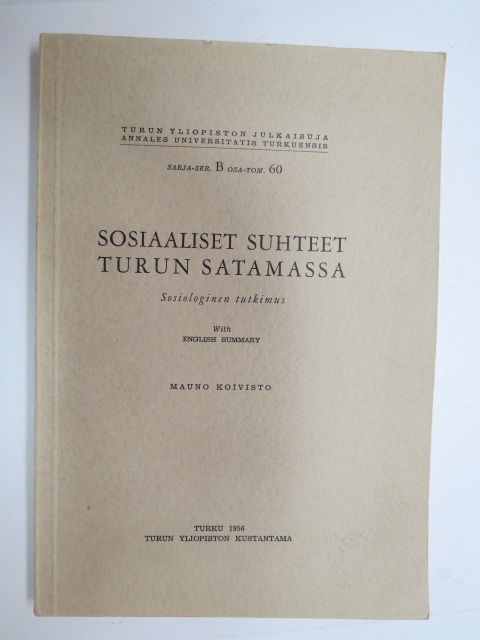 TURUN YLIOPISTON JULKAISUJA
ANNALES UNIVERSITATIS TURKUENSIS
SARJA-SER. B OSA-TOM. 60
SOSIAALISET SUHTEET
TURUN SATAMASSA
Sosiologinen tutkimus
With
ENGLISH SUMMARY
MAUNO KOIVISTO
TURKU 1956
TURUN YLIOPISTON KUSTANTAMA